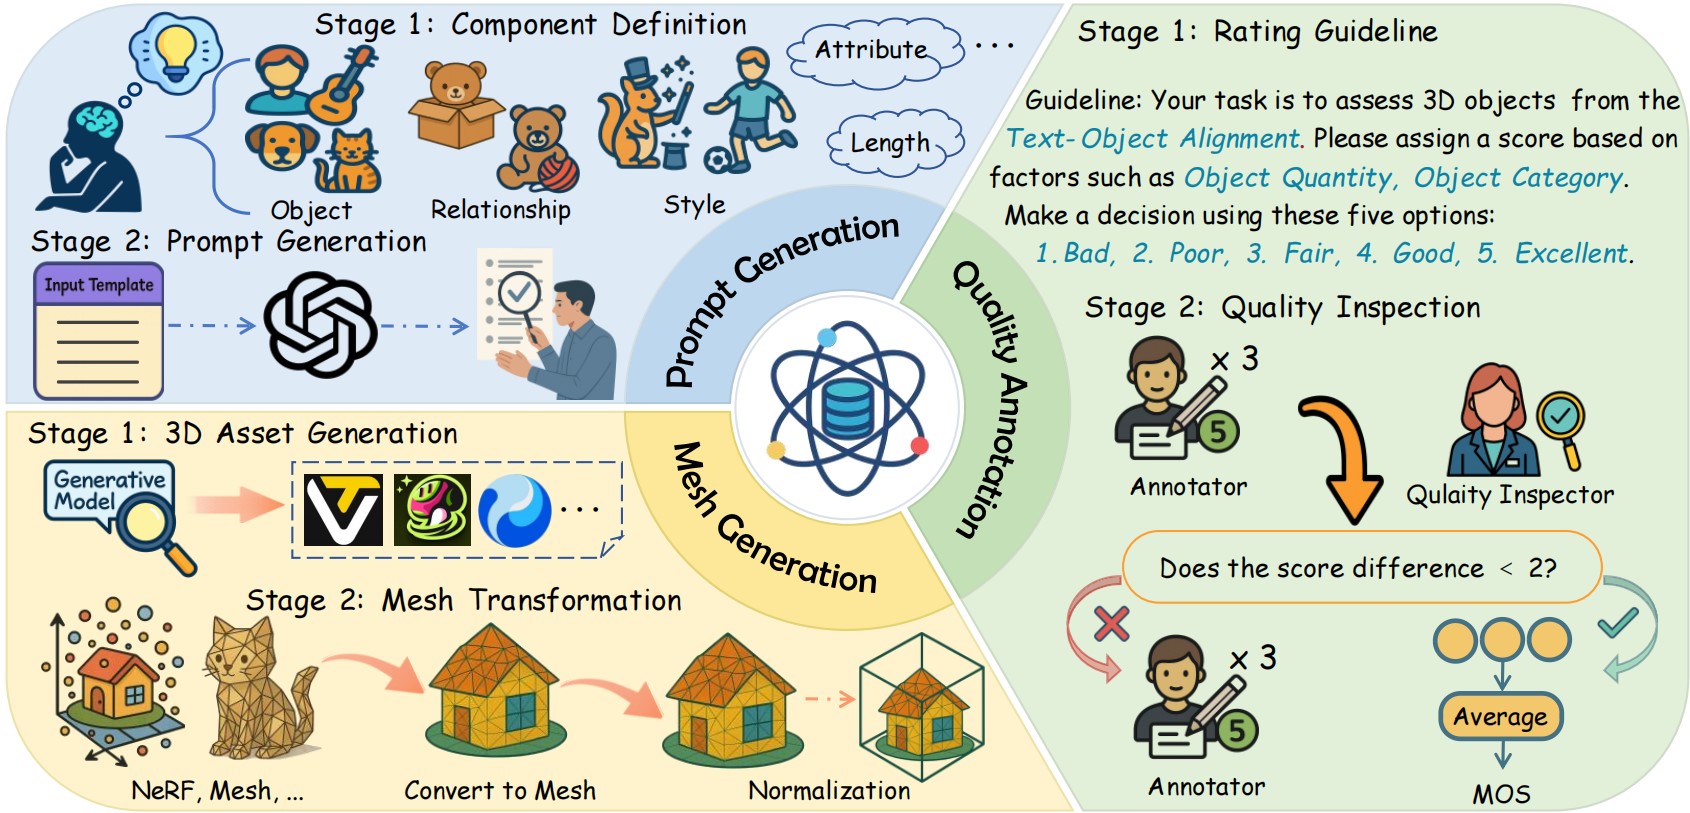 Stage 1: Component Definition
Attribute
...
Length
Object
Relationship
Style
Stage 2: Prompt Generation
Input Template
Prompt Generation
Stage 1: 3D Asset Generation
Generative
Model
...
Stage 2: Mesh Transformation
NeRF, Mesh, ...
Convert to Mesh
Normalization
Mesh Generation
Quality Annotation
Stage 1: Rating Guideline
Guideline: Your task is to assess 3D objects from the
Text-Object Alignment. Please assign a score based on
factors such as Object Quantity, Object Category.
Make a decision using these five options:
1. Bad, 2. Poor, 3. Fair, 4. Good, 5. Excellent.
Stage 2: Quality Inspection
x 3
5
Annotator
Qulaity Inspector
Does the score difference < 2?
x 3
5
Annotator
Average
MOS